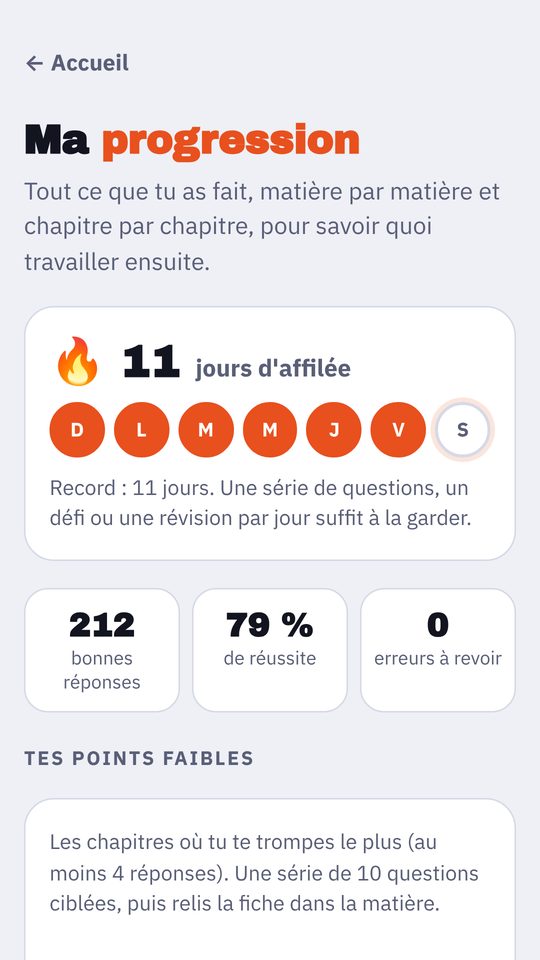 ← Accueil
Ma progression
Tout ce que tu as fait, matière par matière et
chapitre par chapitre, pour savoir quoi
travailler ensuite.
11 jours d'affilée
D L M M J V S
Record : 11 jours. Une série de questions, un
défi ou une révision par jour suffit à la garder.
212 79 % 0
bonnes de réussite erreurs à revoir
réponses
TES POINTS FAIBLES
Les chapitres où tu te trompes le plus (au
moins 4 réponses). Une série de 10 questions
ciblées, puis relis la fiche dans la matière.